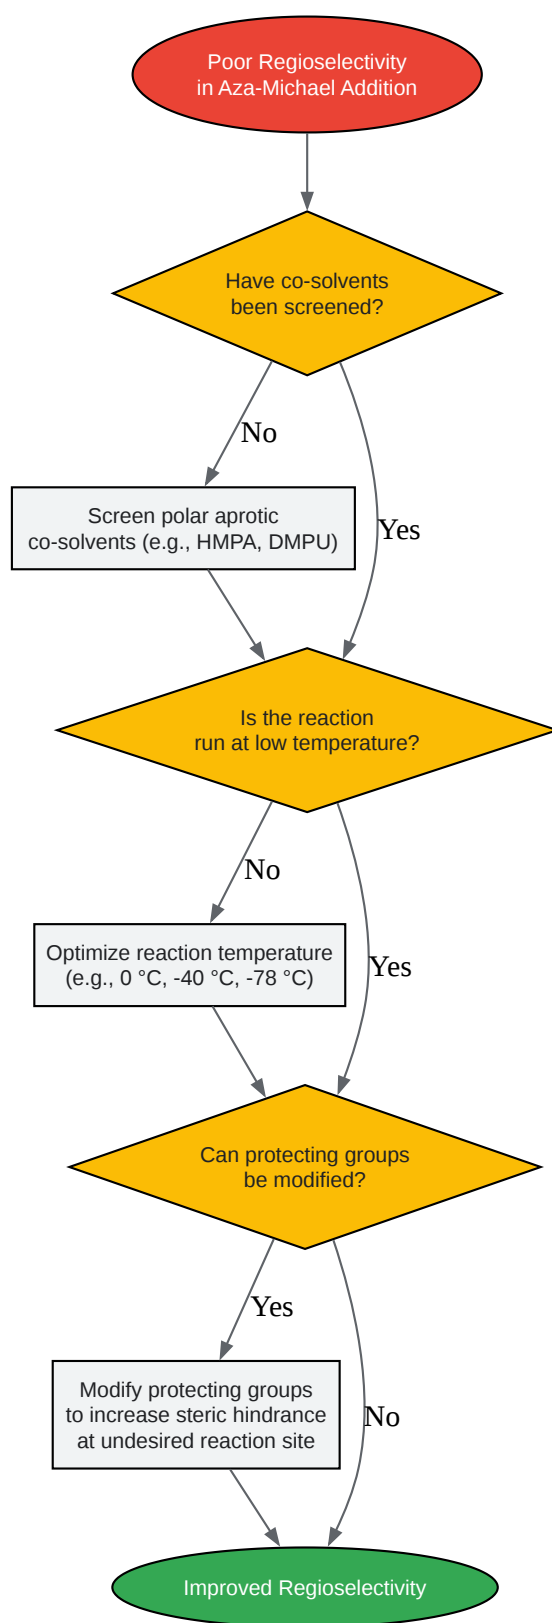 Poor Regioselectivity
in Aza-Michael Addition
Have co-solvents
been screened?
No
Yes
Screen polar aprotic
co-solvents (e.g., HMPA, DMPU)
Is the reaction
run at low temperature?
No
Yes
Optimize reaction temperature
(e.g., 0 °C, -40 °C, -78 °C)
Can protecting groups
be modified?
Yes
No
Modify protecting groups
to increase steric hindrance
at undesired reaction site
Improved Regioselectivity